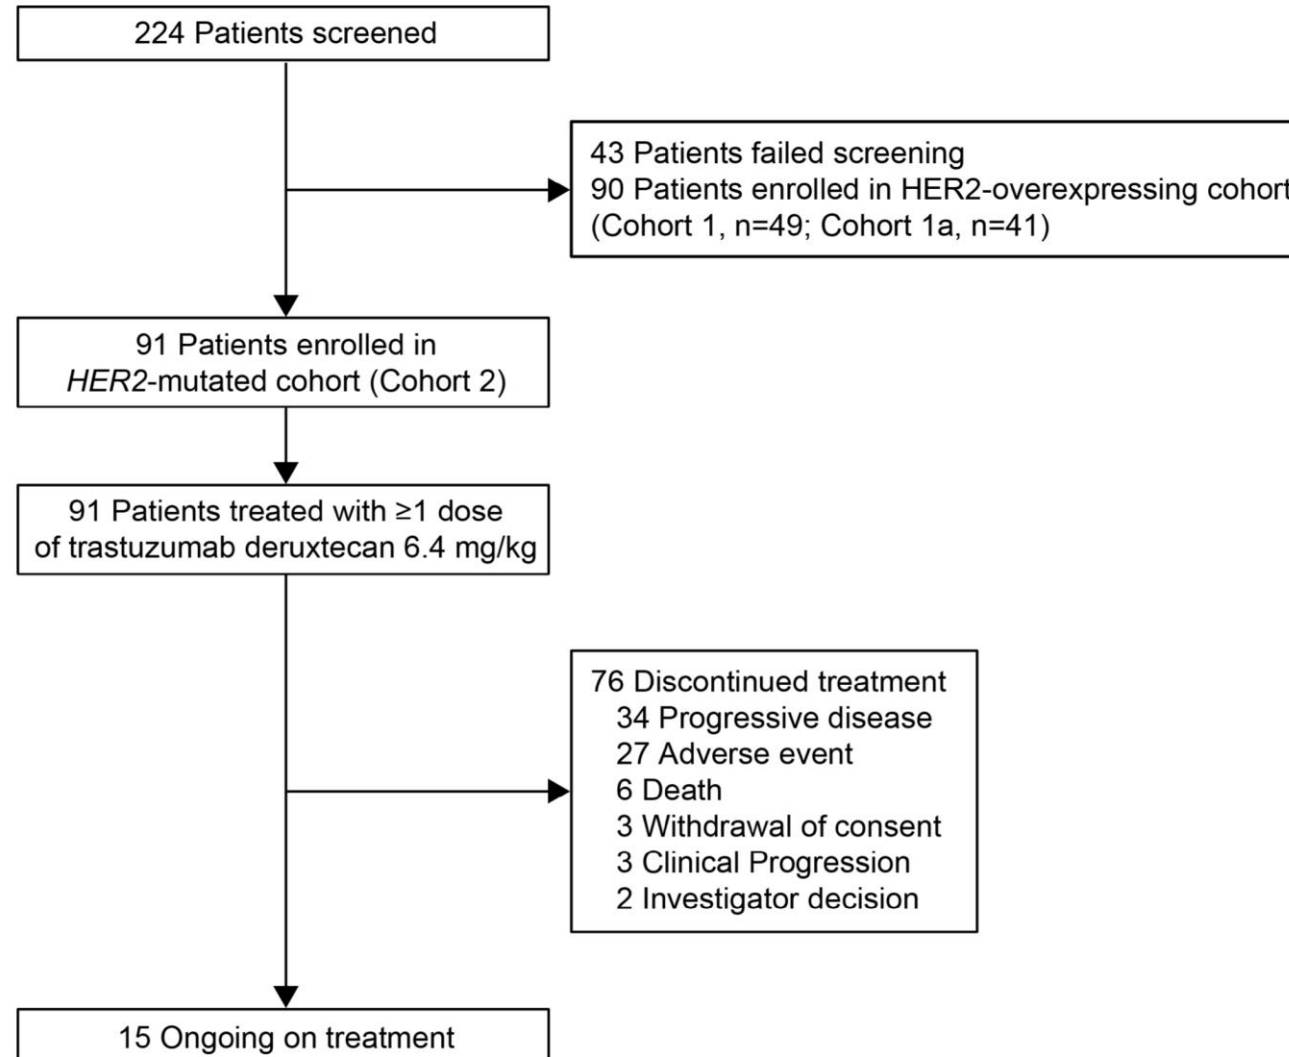 224 Patients screened
43 Patients failed screening
90 Patients enrolled in HER2-overexpressing cohort
(Cohort 1, n=49; Cohort 1a, n=41)
91 Patients enrolled in
HER2-mutated cohort (Cohort 2)
91 Patients treated with ≥1 dose
of trastuzumab deruxtecan 6.4 mg/kg
76 Discontinued treatment
34 Progressive disease
27 Adverse event
6 Death
3 Withdrawal of consent
3 Clinical Progression
2 Investigator decision
15 Ongoing on treatment